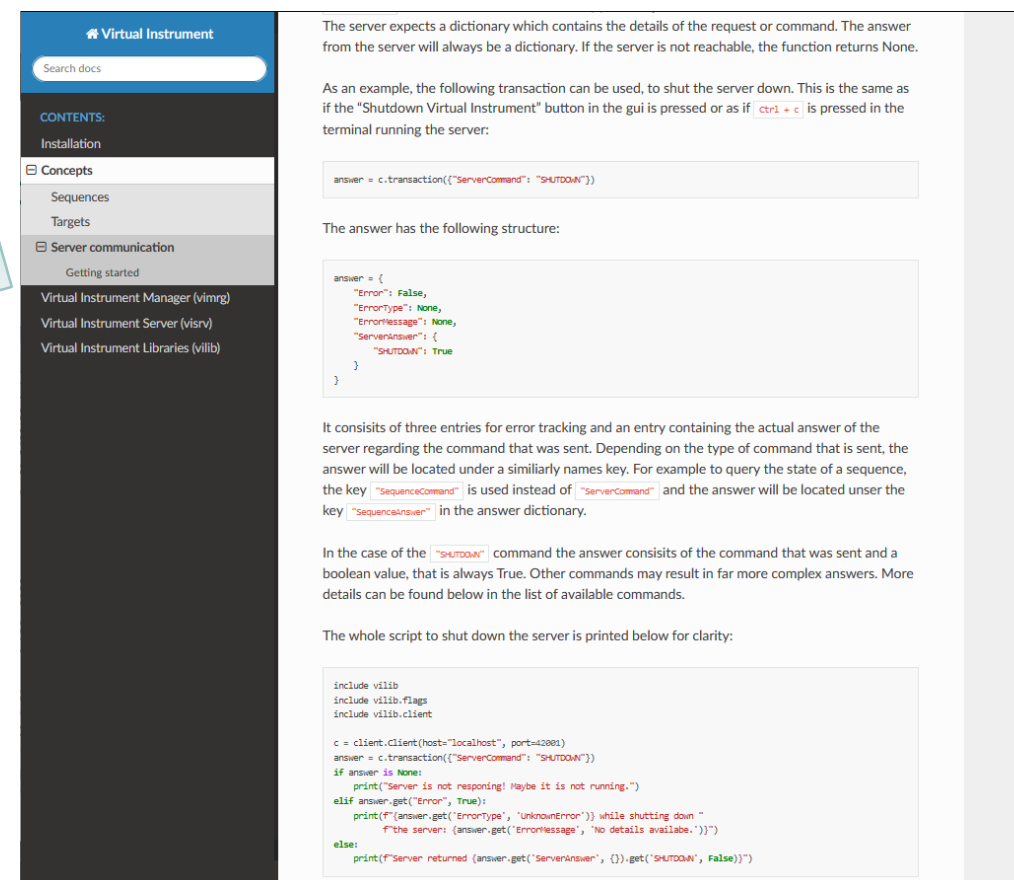 Virtual Instrument
Search docs
CONTENTS:
Installation
Concepts
Sequences
Targets
Server communication
Getting started
Virtual Instrument Manager (vimrg)
Virtual Instrument Server (visrv)
Virtual Instrument Libraries (vilib)
The server expects a dictionary which contains the details of the request or command. The answer
from the server will always be a dictionary. If the server is not reachable, the function returns None.
As an example, the following transaction can be used, to shut the server down. This is the same as
if the “Shutdown Virtual Instrument” button in the gui is pressed or as if Ctrl + c is pressed in the
terminal running the server:
answer = c.transaction({"ServerCommand": "SHUTDOWN"})
The answer has the following structure:
answer = {
    "Error": False,
    "ErrorType": None,
    "ErrorMessage": None,
    "ServerAnswer": {
        "SHUTDOWN": True
    }
}
It consisits of three entries for error tracking and an entry containing the actual answer of the
server regarding the command that was sent. Depending on the type of command that is sent, the
answer will be located under a similiarly names key. For example to query the state of a sequence,
the key "SequenceCommand" is used instead of "ServerCommand" and the answer will be located unser the
key "SequenceAnswer" in the answer dictionary.
In the case of the "SHUTDOWN" command the answer consisits of the command that was sent and a
boolean value, that is always True. Other commands may result in far more complex answers. More
details can be found below in the list of available commands.
The whole script to shut down the server is printed below for clarity:
include vilib
include vilib.flags
include vilib.client
c = client.Client(host="localhost", port=42001)
answer = c.transaction({"ServerCommand": "SHUTDOWN"})
if answer is None:
    print("Server is not responing! Maybe it is not running.")
elif answer.get("Error", True):
    print(f"{answer.get('ErrorType', 'UnknownError')} while shutting down "
          f"the server: {answer.get('ErrorMessage', 'No details availabe.')}")
else:
    print(f"Server returned {answer.get('ServerAnswer', {}).get('SHUTDOWN', False)}")